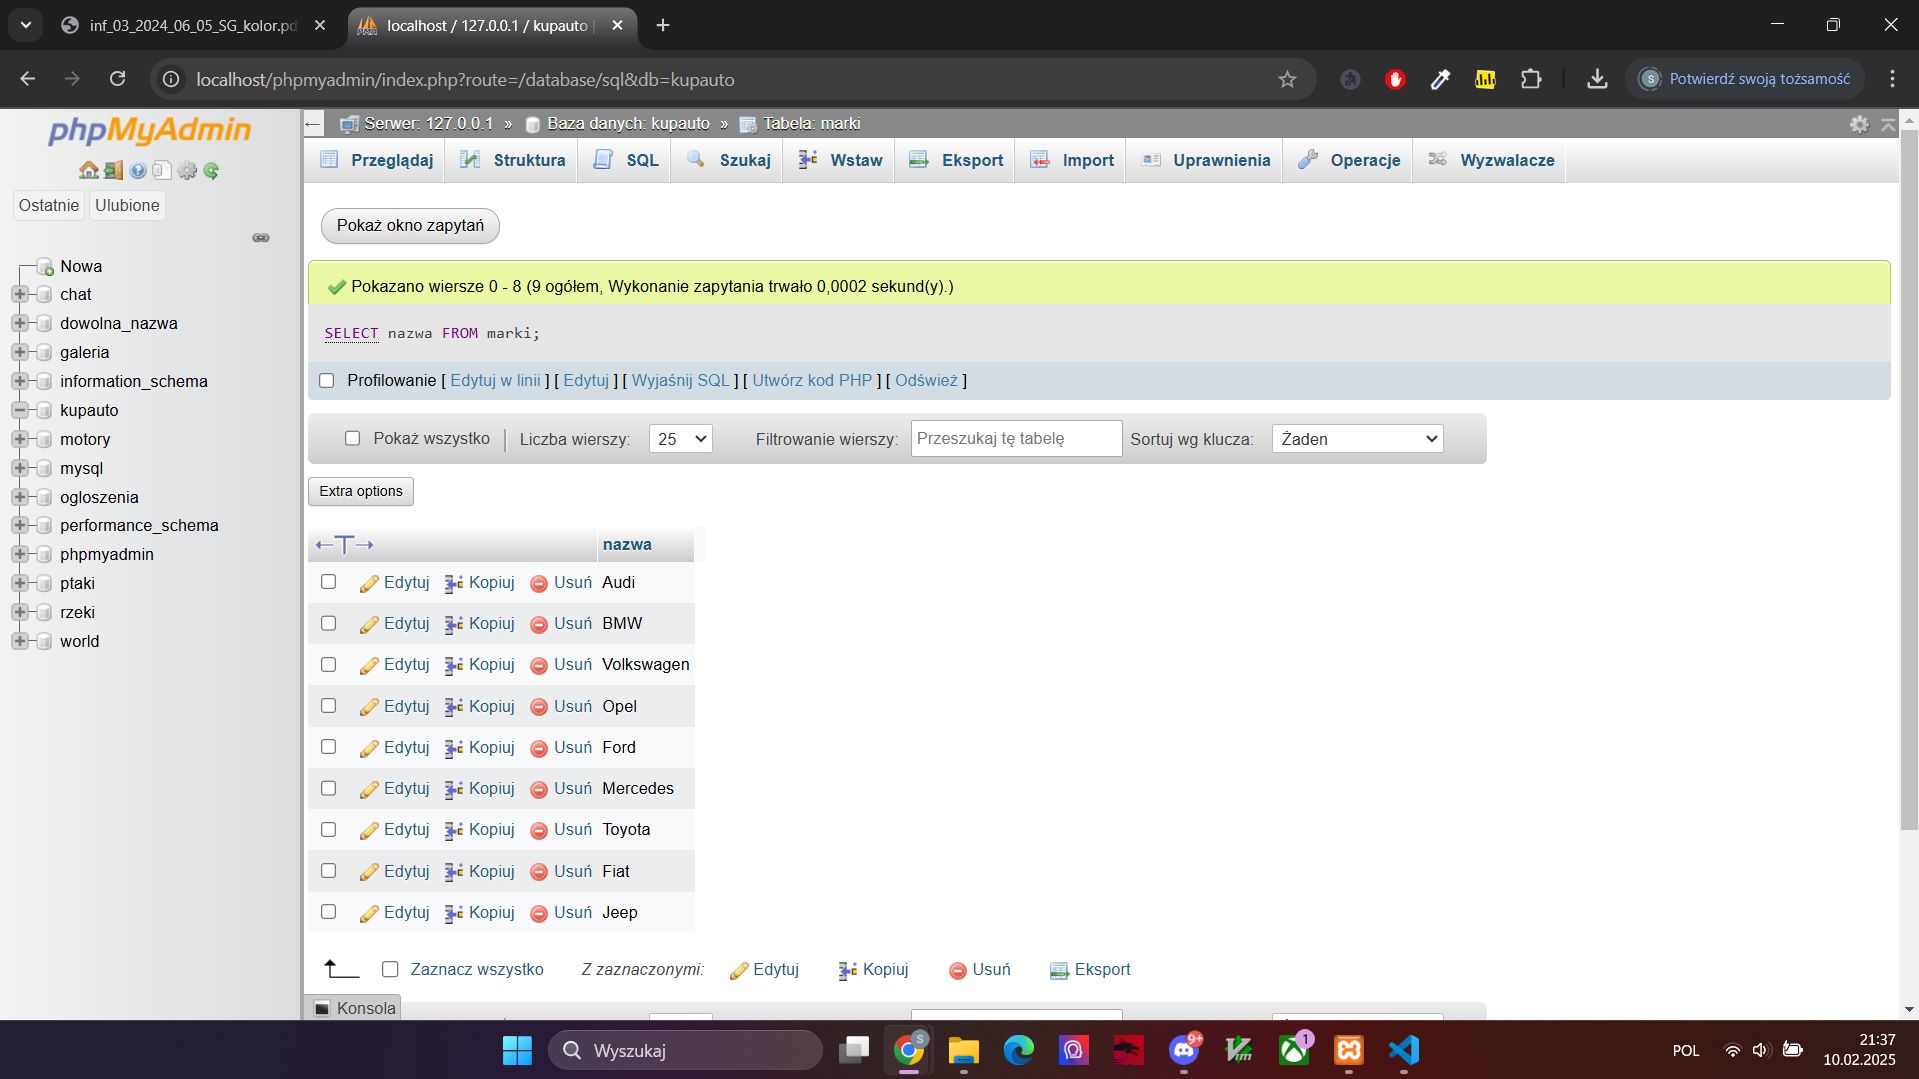 inf_03_2024_06_05_SG_kolor.pd
localhost / 127.0.0.1 / kupauto |
localhost/phpmyadmin/index.php?route=/database/sql&db=kupauto
S Potwierdź swoją tożsamość
phpMyAdmin
Ostatnie Ulubione
Nowa
chat
dowolna_nazwa
galeria
information_schema
kupauto
motory
mysql
ogloszenia
performance_schema
phpmyadmin
ptaki
rzeki
world
Serwer: 127.0.0.1 » Baza danych: kupauto » Tabela: marki
Przeglądaj Struktura SQL Szukaj Wstaw Eksport Import Uprawnienia Operacje Wyzwalacze
Pokaż okno zapytań
Pokazano wiersze 0 - 8 (9 ogółem, Wykonanie zapytania trwało 0,0002 sekund(y).)
SELECT nazwa FROM marki;
Profilowanie [ Edytuj w linii ] [ Edytuj ] [ Wyjaśnij SQL ] [ Utwórz kod PHP ] [ Odśwież ]
Pokaż wszystko | Liczba wierszy: 25 Filtrowanie wierszy: Przeszukaj tę tabelę Sortuj wg klucza: Żaden
Extra options
←T→ nazwa
Edytuj Kopiuj Usuń Audi
Edytuj Kopiuj Usuń BMW
Edytuj Kopiuj Usuń Volkswagen
Edytuj Kopiuj Usuń Opel
Edytuj Kopiuj Usuń Ford
Edytuj Kopiuj Usuń Mercedes
Edytuj Kopiuj Usuń Toyota
Edytuj Kopiuj Usuń Fiat
Edytuj Kopiuj Usuń Jeep
Zaznacz wszystko Z zaznaczonymi: Edytuj Kopiuj Usuń Eksport
Konsola
Wyszukaj
S
9+
1
POL
21:37
10.02.2025